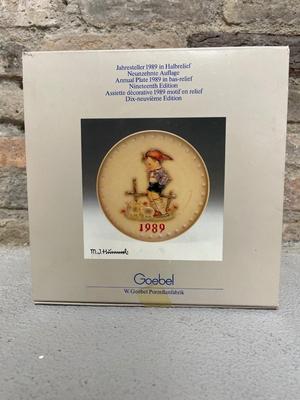 Jahresteller 1989 in Halbrelief
Neunzehnte Auflage
Annual Plate 1989 in bas-relief
Nineteenth Edition
Assiette décorative 1989 motif en relief
Dix-neuvième Edition
1989
M.J. Hümmel
Goebel
W. Goebel Porzellanfabrik